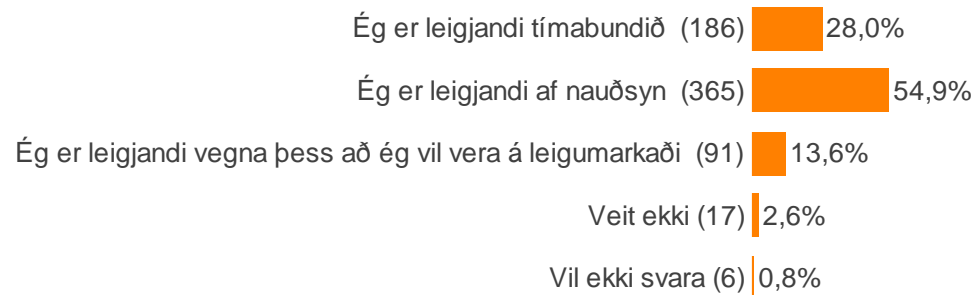 Ég er leigjandi tímabundið (186) 28,0%
Ég er leigjandi af nauðsyn (365) 54,9%
Ég er leigjandi vegna þess að ég vil vera á leigumarkaði (91) 13,6%
Veit ekki (17) 2,6%
Vil ekki svara (6) 0,8%